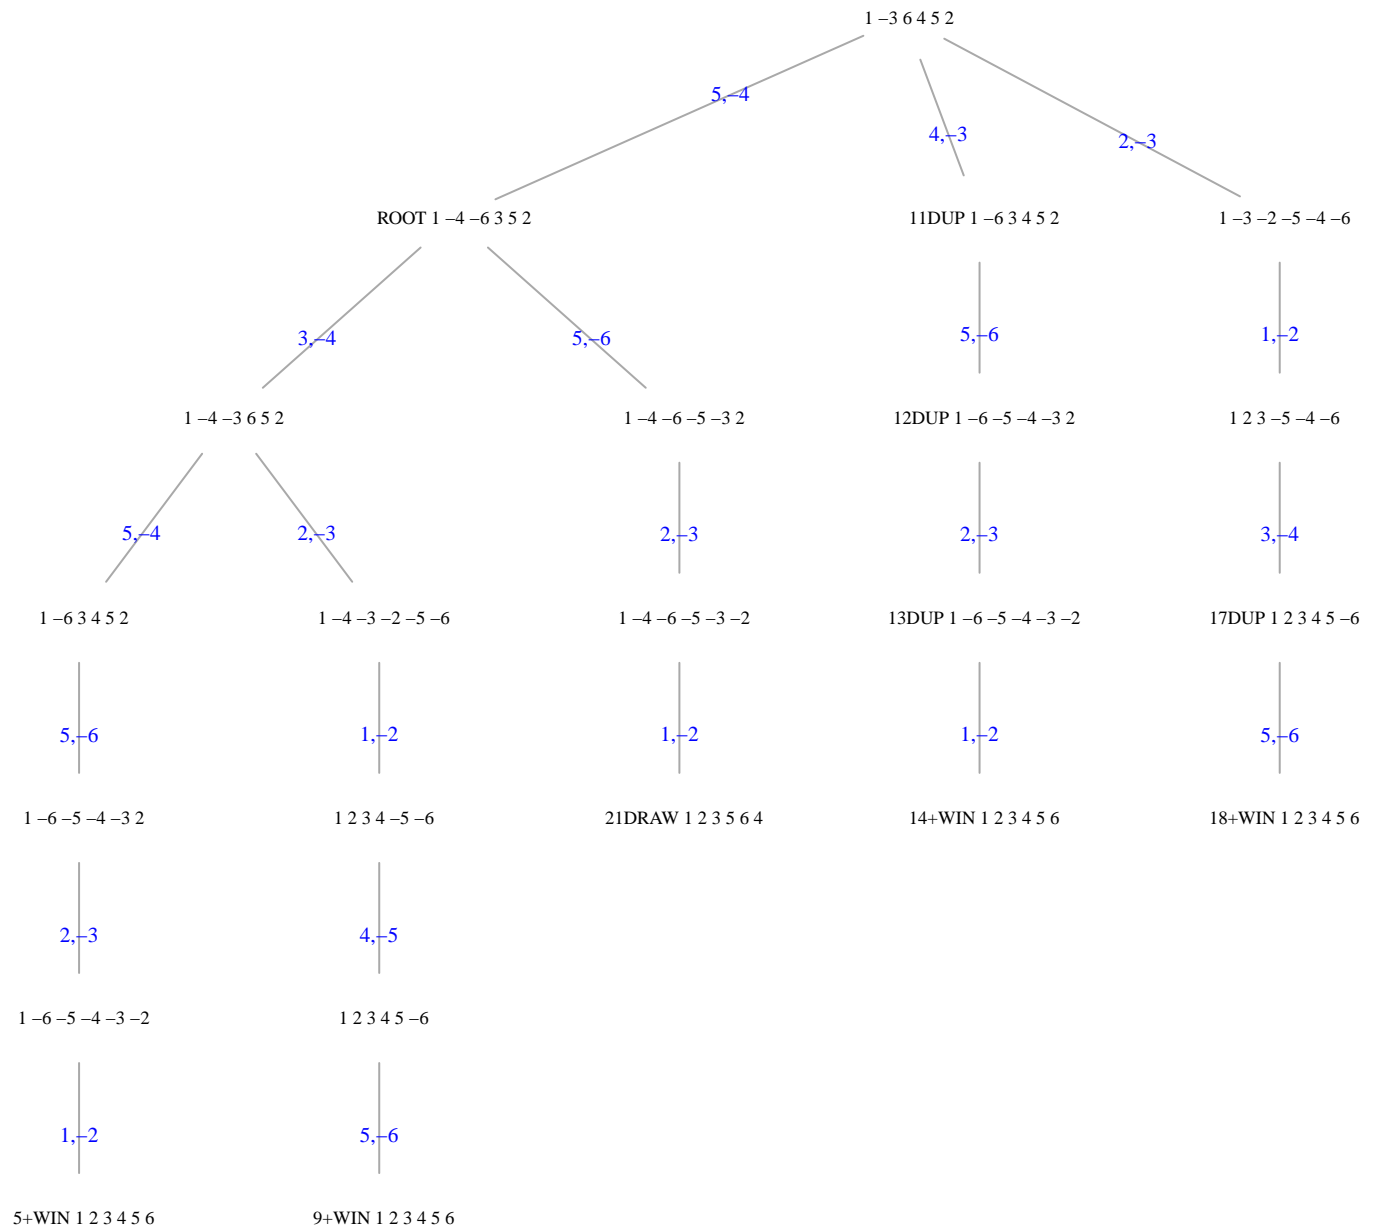 1 –3 6 4 5 2
5,–4
4,–3
2,–3
ROOT 1 –4 –6 3 5 2
11DUP 1 –6 3 4 5 2
1 –3 –2 –5 –4 –6
3,–4
5,–6
5,–6
1,–2
1 –4 –3 6 5 2
1 –4 –6 –5 –3 2
12DUP 1 –6 –5 –4 –3 2
1 2 3 –5 –4 –6
5,–4
2,–3
2,–3
2,–3
3,–4
1 –6 3 4 5 2
1 –4 –3 –2 –5 –6
1 –4 –6 –5 –3 –2
13DUP 1 –6 –5 –4 –3 –2
17DUP 1 2 3 4 5 –6
5,–6
1,–2
1,–2
1,–2
5,–6
1 –6 –5 –4 –3 2
1 2 3 4 –5 –6
21DRAW 1 2 3 5 6 4
14+WIN 1 2 3 4 5 6
18+WIN 1 2 3 4 5 6
2,–3
4,–5
1 –6 –5 –4 –3 –2
1 2 3 4 5 –6
1,–2
5,–6
5+WIN 1 2 3 4 5 6
9+WIN 1 2 3 4 5 6